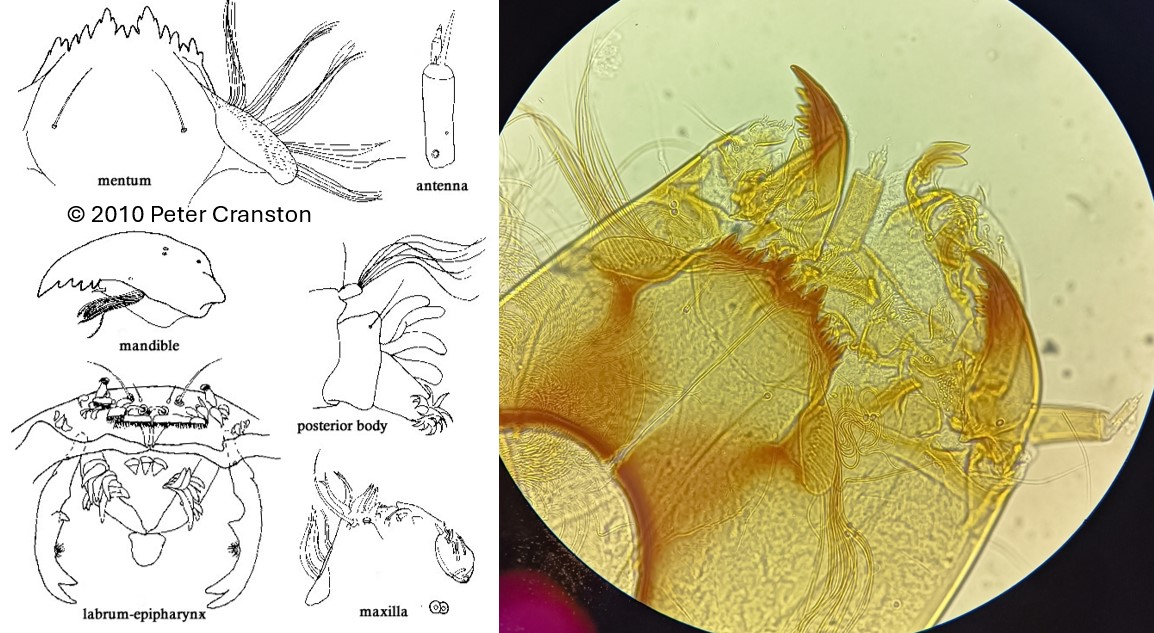 mentum
antenna
© 2010 Peter Cranston
mandible
posterior body
labrum-epipharynx
maxilla